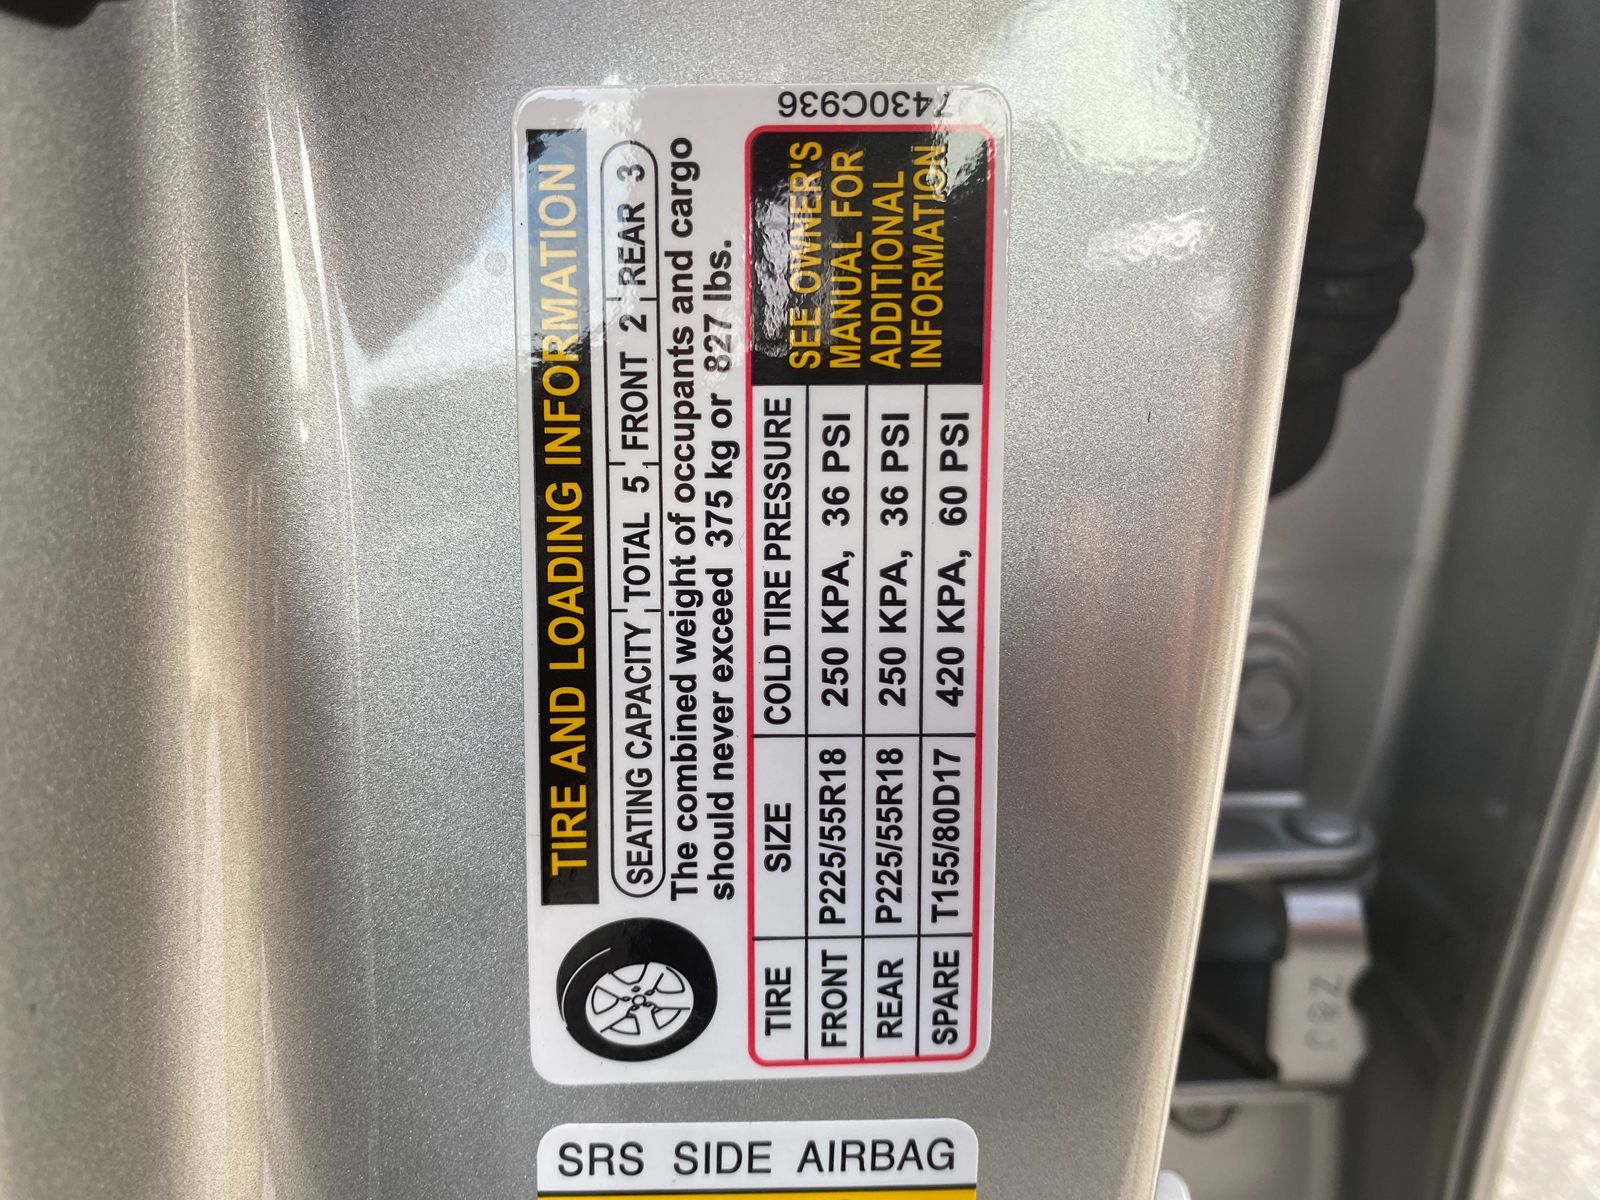 TIRE AND LOADING INFORMATION
SEATING CAPACITY TOTAL 5 FRONT 2 REAR 3
The combined weight of occupants and cargo
should never exceed 375 kg or 827 lbs.
TIRE SIZE COLD TIRE PRESSURE
FRONT P225/55R18 250 KPA, 36 PSI
REAR P225/55R18 250 KPA, 36 PSI
SPARE T155/80D17 420 KPA, 60 PSI
SEE OWNER'S
MANUAL FOR
ADDITIONAL
INFORMATION
7430C936
SRS SIDE AIRBAG